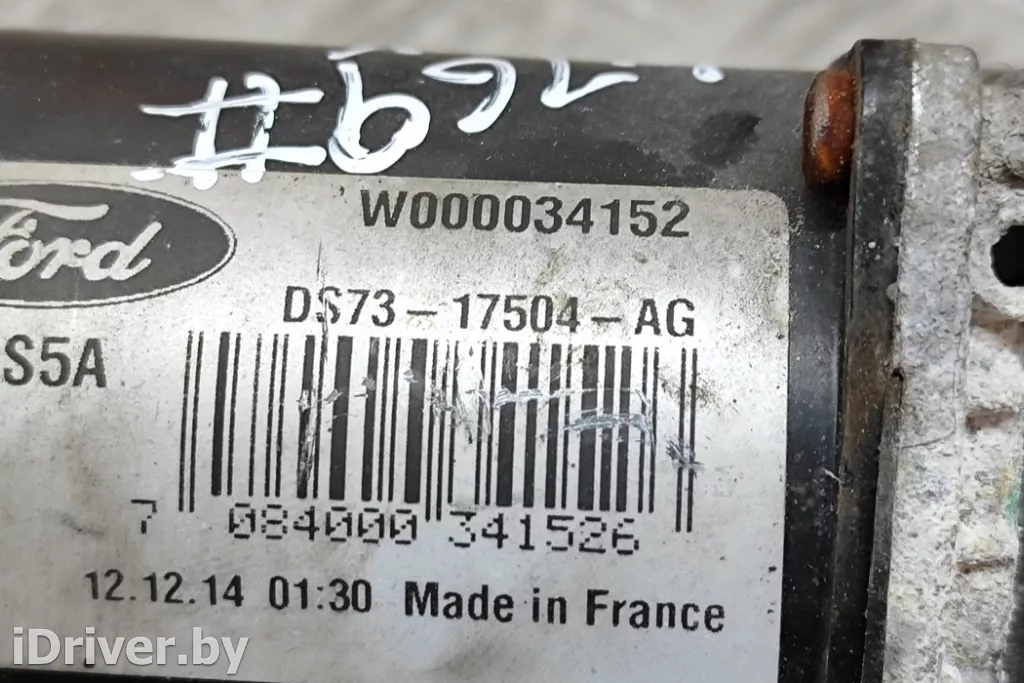 W000034152
Ford
DS73-17504-AG
S5A
7 084000 341526
12.12.14 01:30 Made in France
iDriver.by